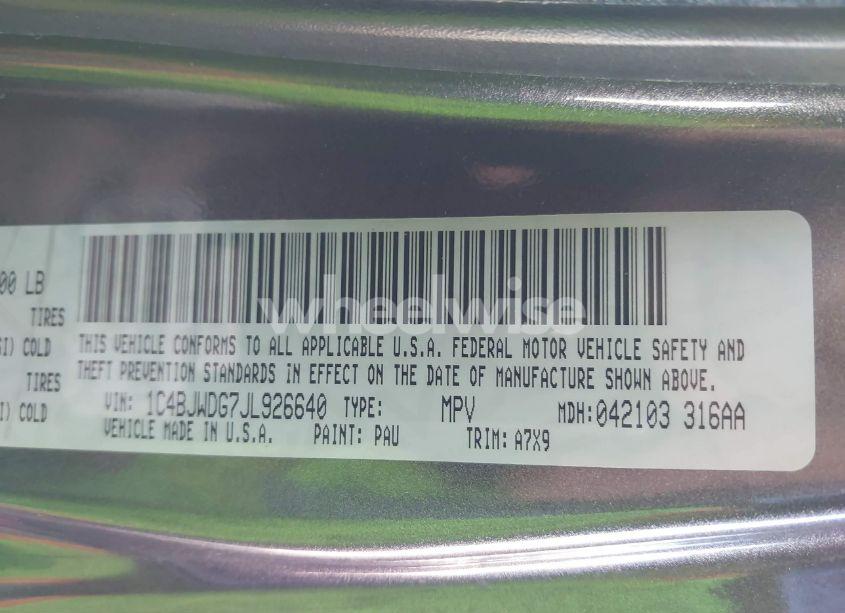 00 LB
TIRES
SI) COLD
TIRES
I) COLD
THIS VEHICLE CONFORMS TO ALL APPLICABLE U.S.A. FEDERAL MOTOR VEHICLE SAFETY AND
THEFT PREVENTION STANDARDS IN EFFECT ON THE DATE OF MANUFACTURE SHOWN ABOVE.
VIN: 1C4BJWDG7JL926640 TYPE: MPV MDH:042103 316AA
VEHICLE MADE IN U.S.A. PAINT: PAU TRIM: A7X9
wheelwise